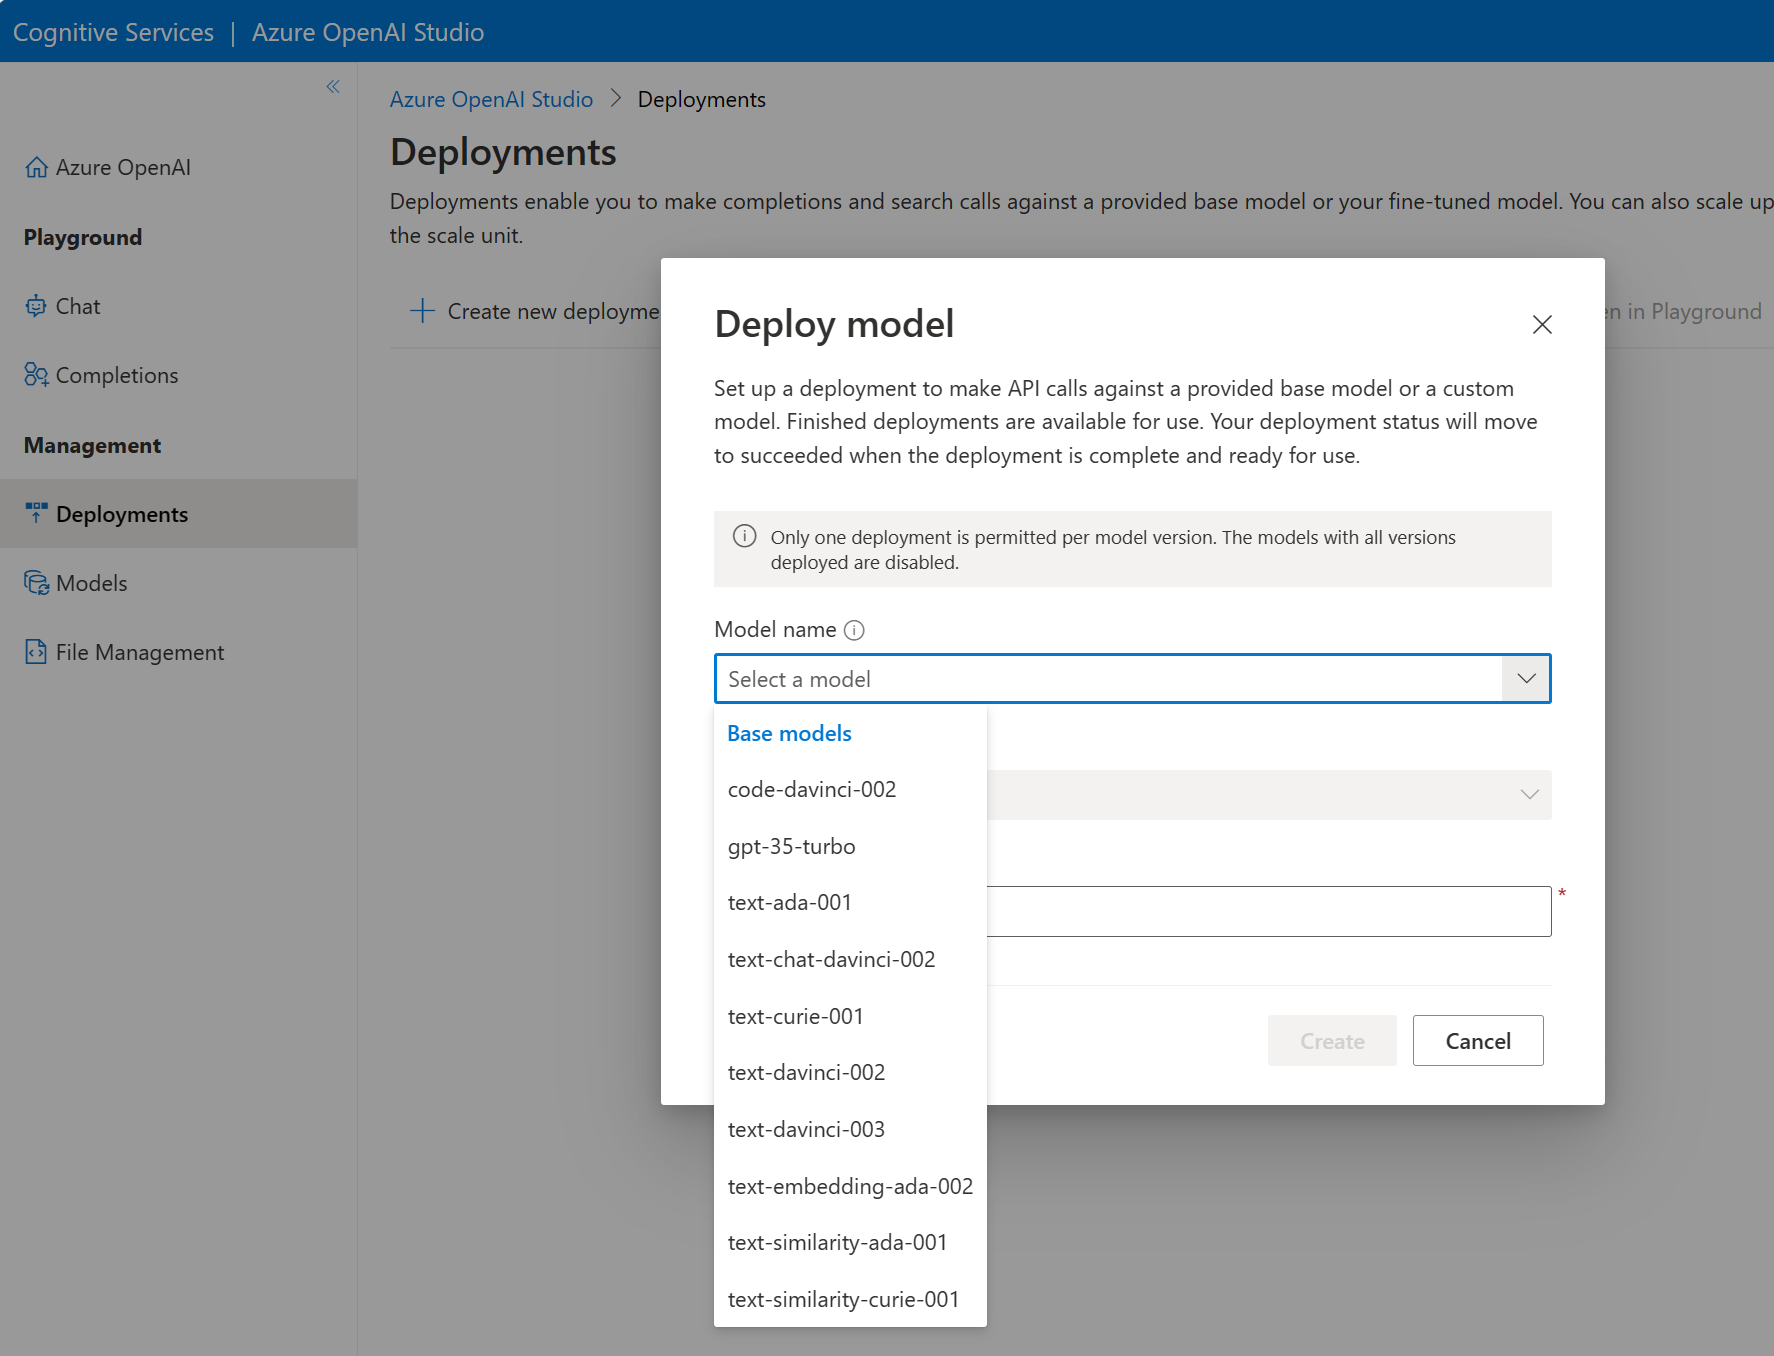 Cognitive Services | Azure OpenAI Studio
Azure OpenAI
Playground
Chat
Completions
Management
Deployments
Models
File Management
Azure OpenAI Studio > Deployments
Deployments
Deployments enable you to make completions and search calls against a provided base model or your fine-tuned model. You can also scale up
the scale unit.
+ Create new deployme
en in Playground
Deploy model
Set up a deployment to make API calls against a provided base model or a custom
model. Finished deployments are available for use. Your deployment status will move
to succeeded when the deployment is complete and ready for use.
Only one deployment is permitted per model version. The models with all versions
deployed are disabled.
Model name
Select a model
Base models
code-davinci-002
gpt-35-turbo
text-ada-001
text-chat-davinci-002
text-curie-001
text-davinci-002
text-davinci-003
text-embedding-ada-002
text-similarity-ada-001
text-similarity-curie-001
*
Create
Cancel